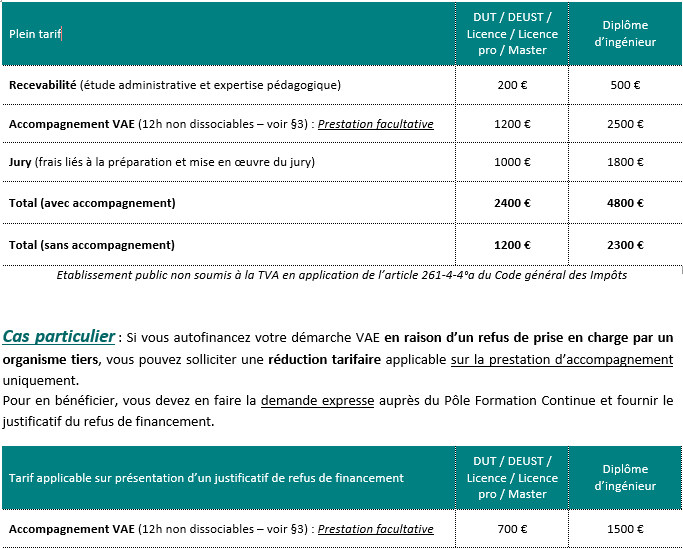 Plein tarif
DUT / DEUST /
Licence / Licence
pro / Master
Diplôme
d’ingénieur
Recevabilité (étude administrative et expertise pédagogique)
200 €
500 €
Accompagnement VAE (12h non dissociables – voir §3) : Prestation facultative
1200 €
2500 €
Jury (frais liés à la préparation et mise en œuvre du jury)
1000 €
1800 €
Total (avec accompagnement)
2400 €
4800 €
Total (sans accompagnement)
1200 €
2300 €
Etablissement public non soumis à la TVA en application de l’article 261-4-4°a du Code général des Impôts
Cas particulier : Si vous autofinancez votre démarche VAE en raison d’un refus de prise en charge par un
organisme tiers, vous pouvez solliciter une réduction tarifaire applicable sur la prestation d’accompagnement
uniquement.
Pour en bénéficier, vous devez en faire la demande expresse auprès du Pôle Formation Continue et fournir le
justificatif du refus de financement.
Tarif applicable sur présentation d’un justificatif de refus de financement
DUT / DEUST /
Licence / Licence
pro / Master
Diplôme
d’ingénieur
Accompagnement VAE (12h non dissociables – voir §3) : Prestation facultative
700 €
1500 €